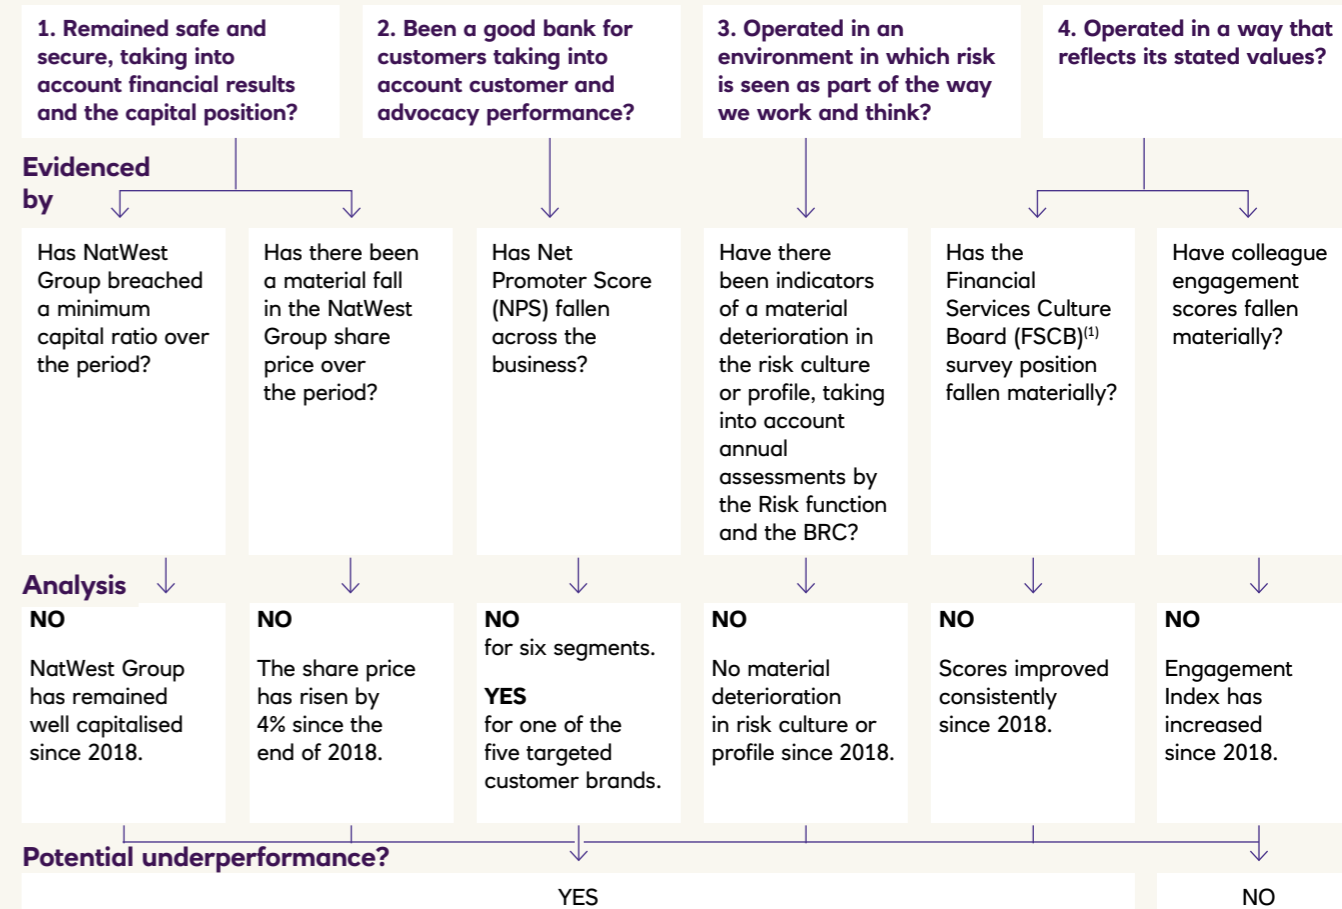 1. Remained safe and
secure, taking into
account financial results
and the capital position?
2. Been a good bank for
customers taking into
account customer and
advocacy performance?
3. Operated in an
environment in which risk
is seen as part of the way
we work and think?
4. Operated in a way that
reflects its stated values?
Evidenced
by
Has NatWest
Group breached
a minimum
capital ratio over
the period?
Has there been
a material fall
in the NatWest
Group share
price over
the period?
Has Net
Promoter Score
(NPS) fallen
across the
business?
Have there
been indicators
of a material
deterioration in
the risk culture
or profile, taking
into account
annual
assessments by
the Risk function
and the BRC?
Has the
Financial
Services Culture
Board (FSCB)(1)
survey position
fallen materially?
Have colleague
engagement
scores fallen
materially?
Analysis
NO
NatWest Group
has remained
well capitalised
since 2018.
NO
The share price
has risen by
4% since the
end of 2018.
NO
for six segments.
YES
for one of the
five targeted
customer brands.
NO
No material
deterioration
in risk culture or
profile since 2018.
NO
Scores improved
consistently
since 2018.
NO
Engagement
Index has
increased
since 2018.
Potential underperformance?
YES
NO